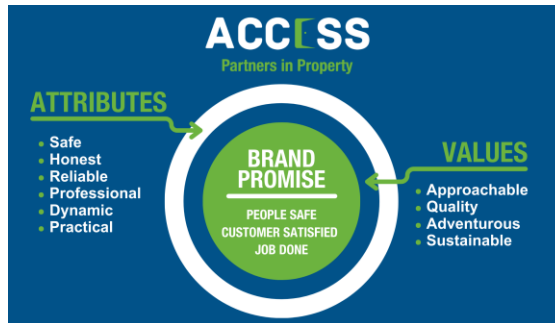 ACCESS
Partners in Property
ATTRIBUTES
• Safe
• Honest
• Reliable
• Professional
• Dynamic
• Practical
BRAND
PROMISE
PEOPLE SAFE
CUSTOMER SATISFIED
JOB DONE
VALUES
• Approachable
• Quality
• Adventurous
• Sustainable